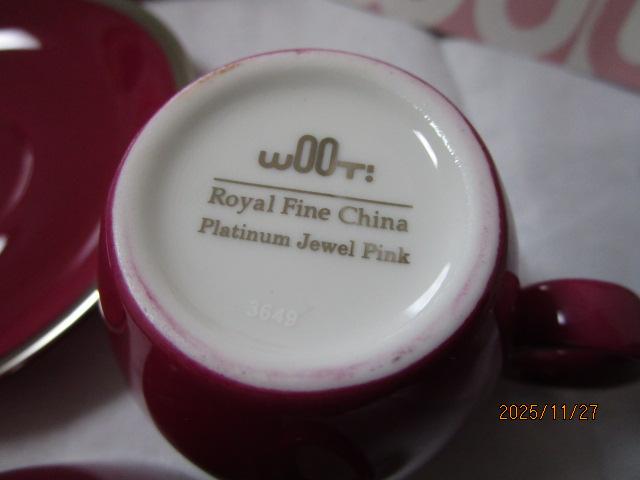 wOOT:
Royal Fine China
Platinum Jewel Pink
3649
2025/11/27